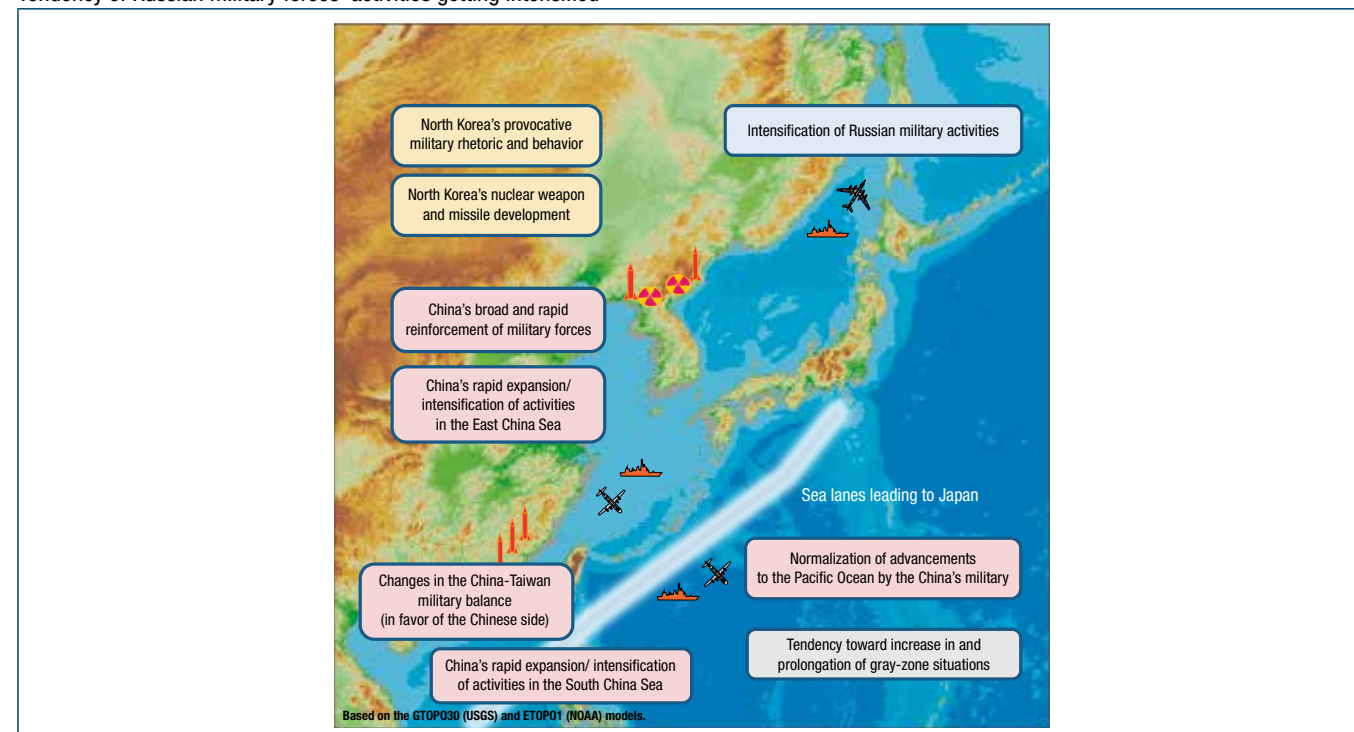 Tendency of Russian military forces' activities getting intensified
North Korea's provocative
military rhetoric and behavior
Intensification of Russian military activities
North Korea's nuclear weapon
and missile development
China's broad and rapid
reinforcement of military forces
China's rapid expansion/
intensification of activities
in the East China Sea
Sea lanes leading to Japan
Normalization of advancements
to the Pacific Ocean by the China's military
Changes in the China-Taiwan
military balance
(in favor of the Chinese side)
Tendency toward increase in and
prolongation of gray-zone situations
China's rapid expansion/ intensification
of activities in the South China Sea
Based on the GTOPO30 (USGS) and ETOPO1 (NOAA) models.